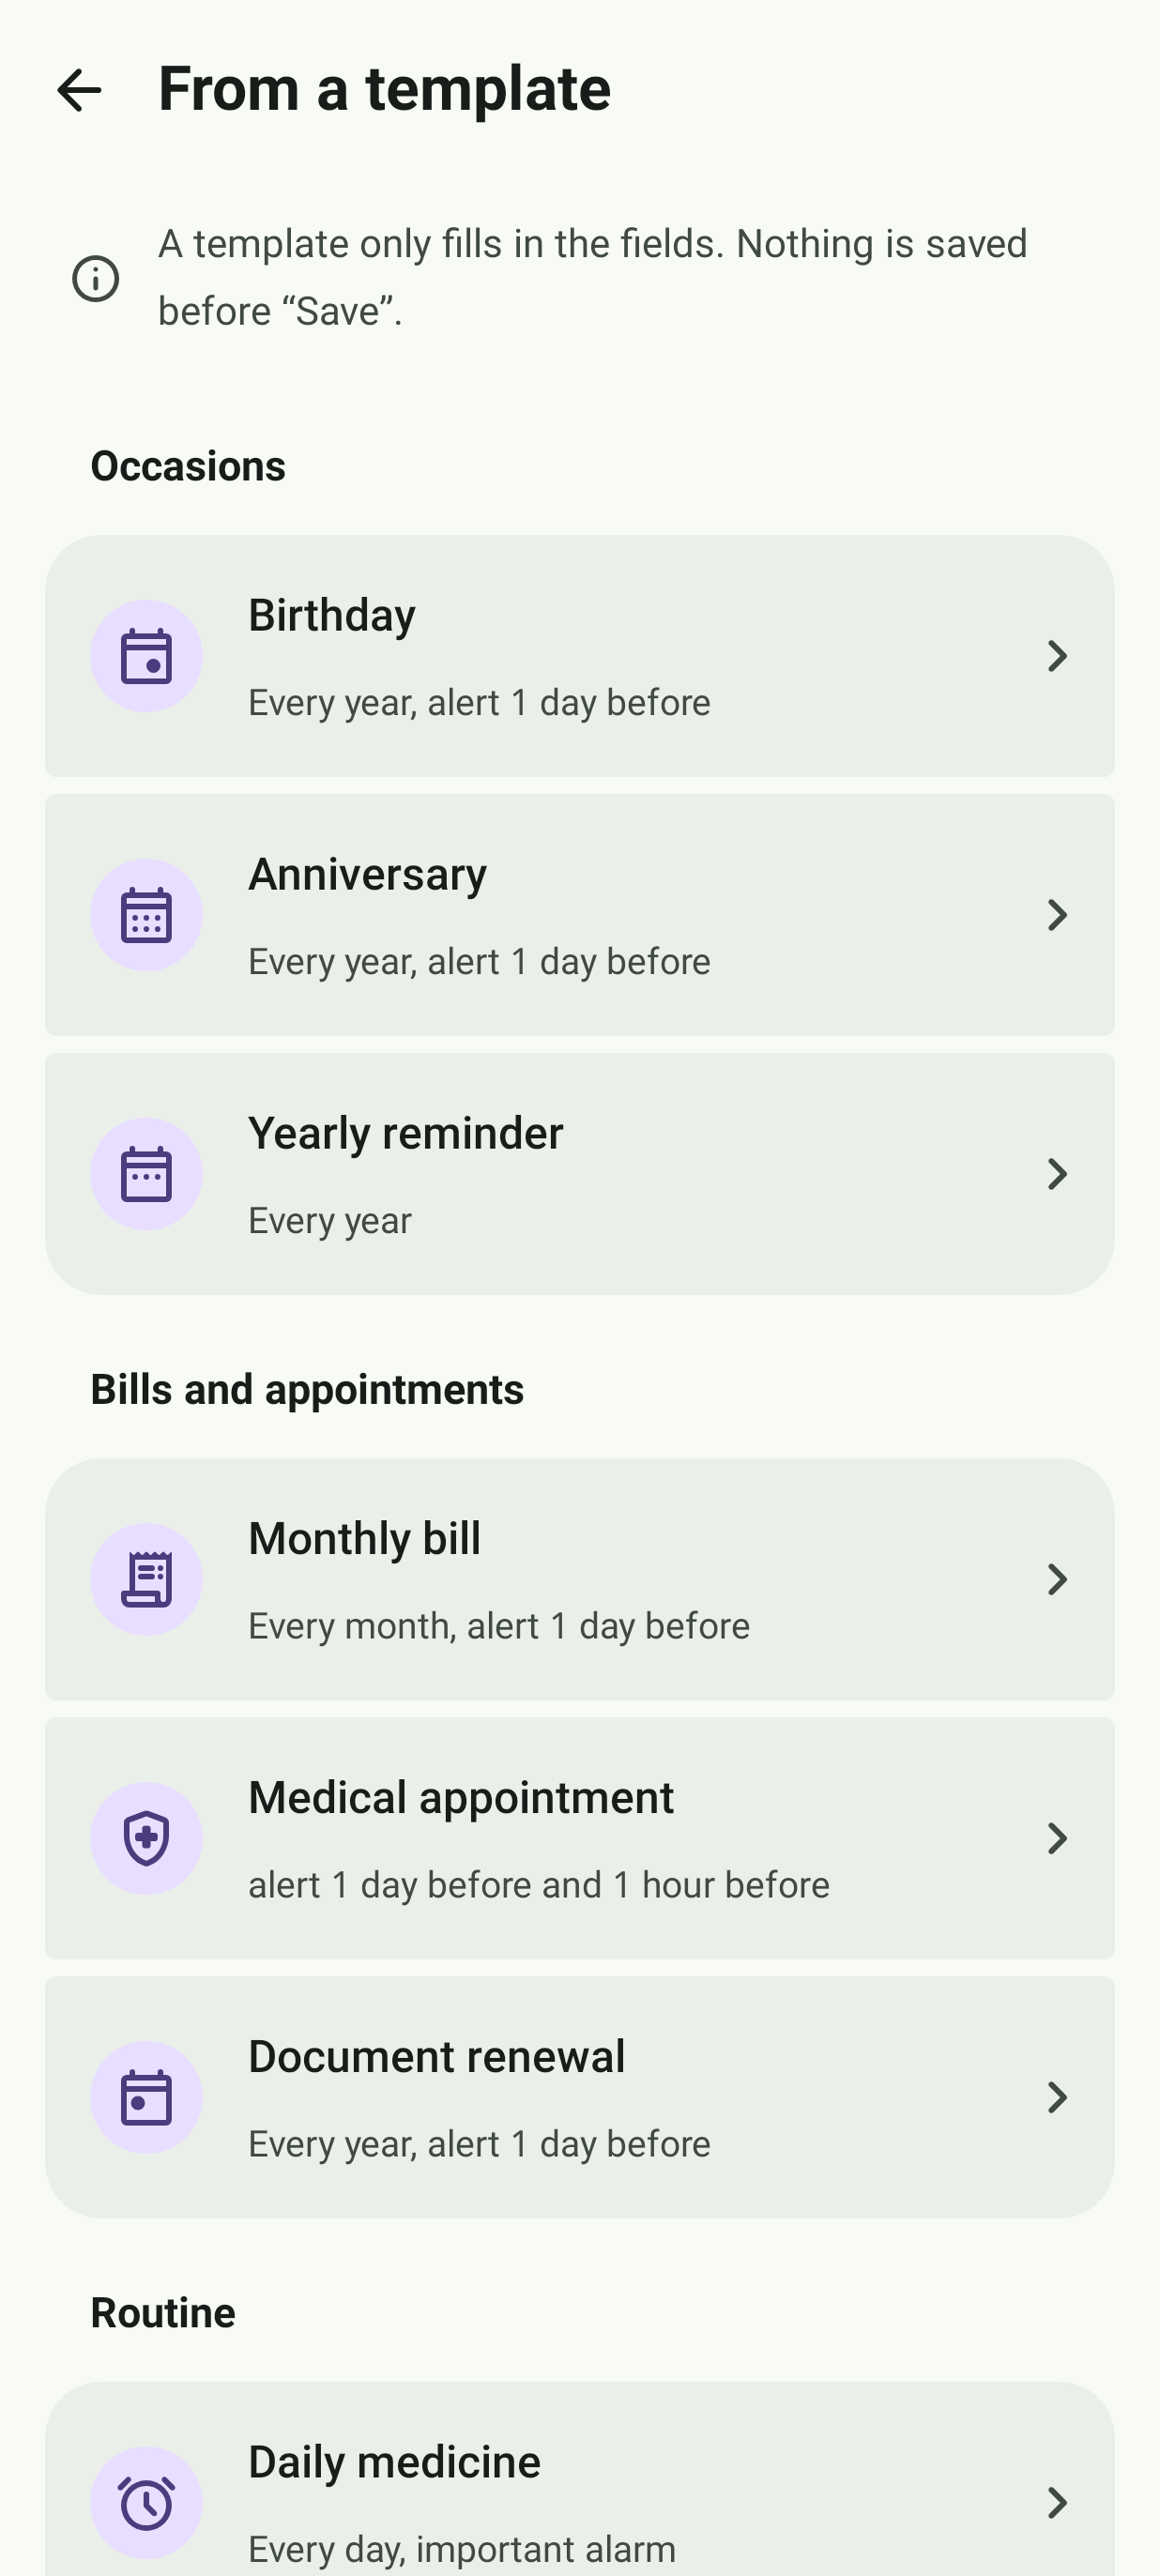 From a template
A template only fills in the fields. Nothing is saved
before “Save”.
Occasions
Birthday
Every year, alert 1 day before
Anniversary
Every year, alert 1 day before
Yearly reminder
Every year
Bills and appointments
Monthly bill
Every month, alert 1 day before
Medical appointment
alert 1 day before and 1 hour before
Document renewal
Every year, alert 1 day before
Routine
Daily medicine
Every day, important alarm